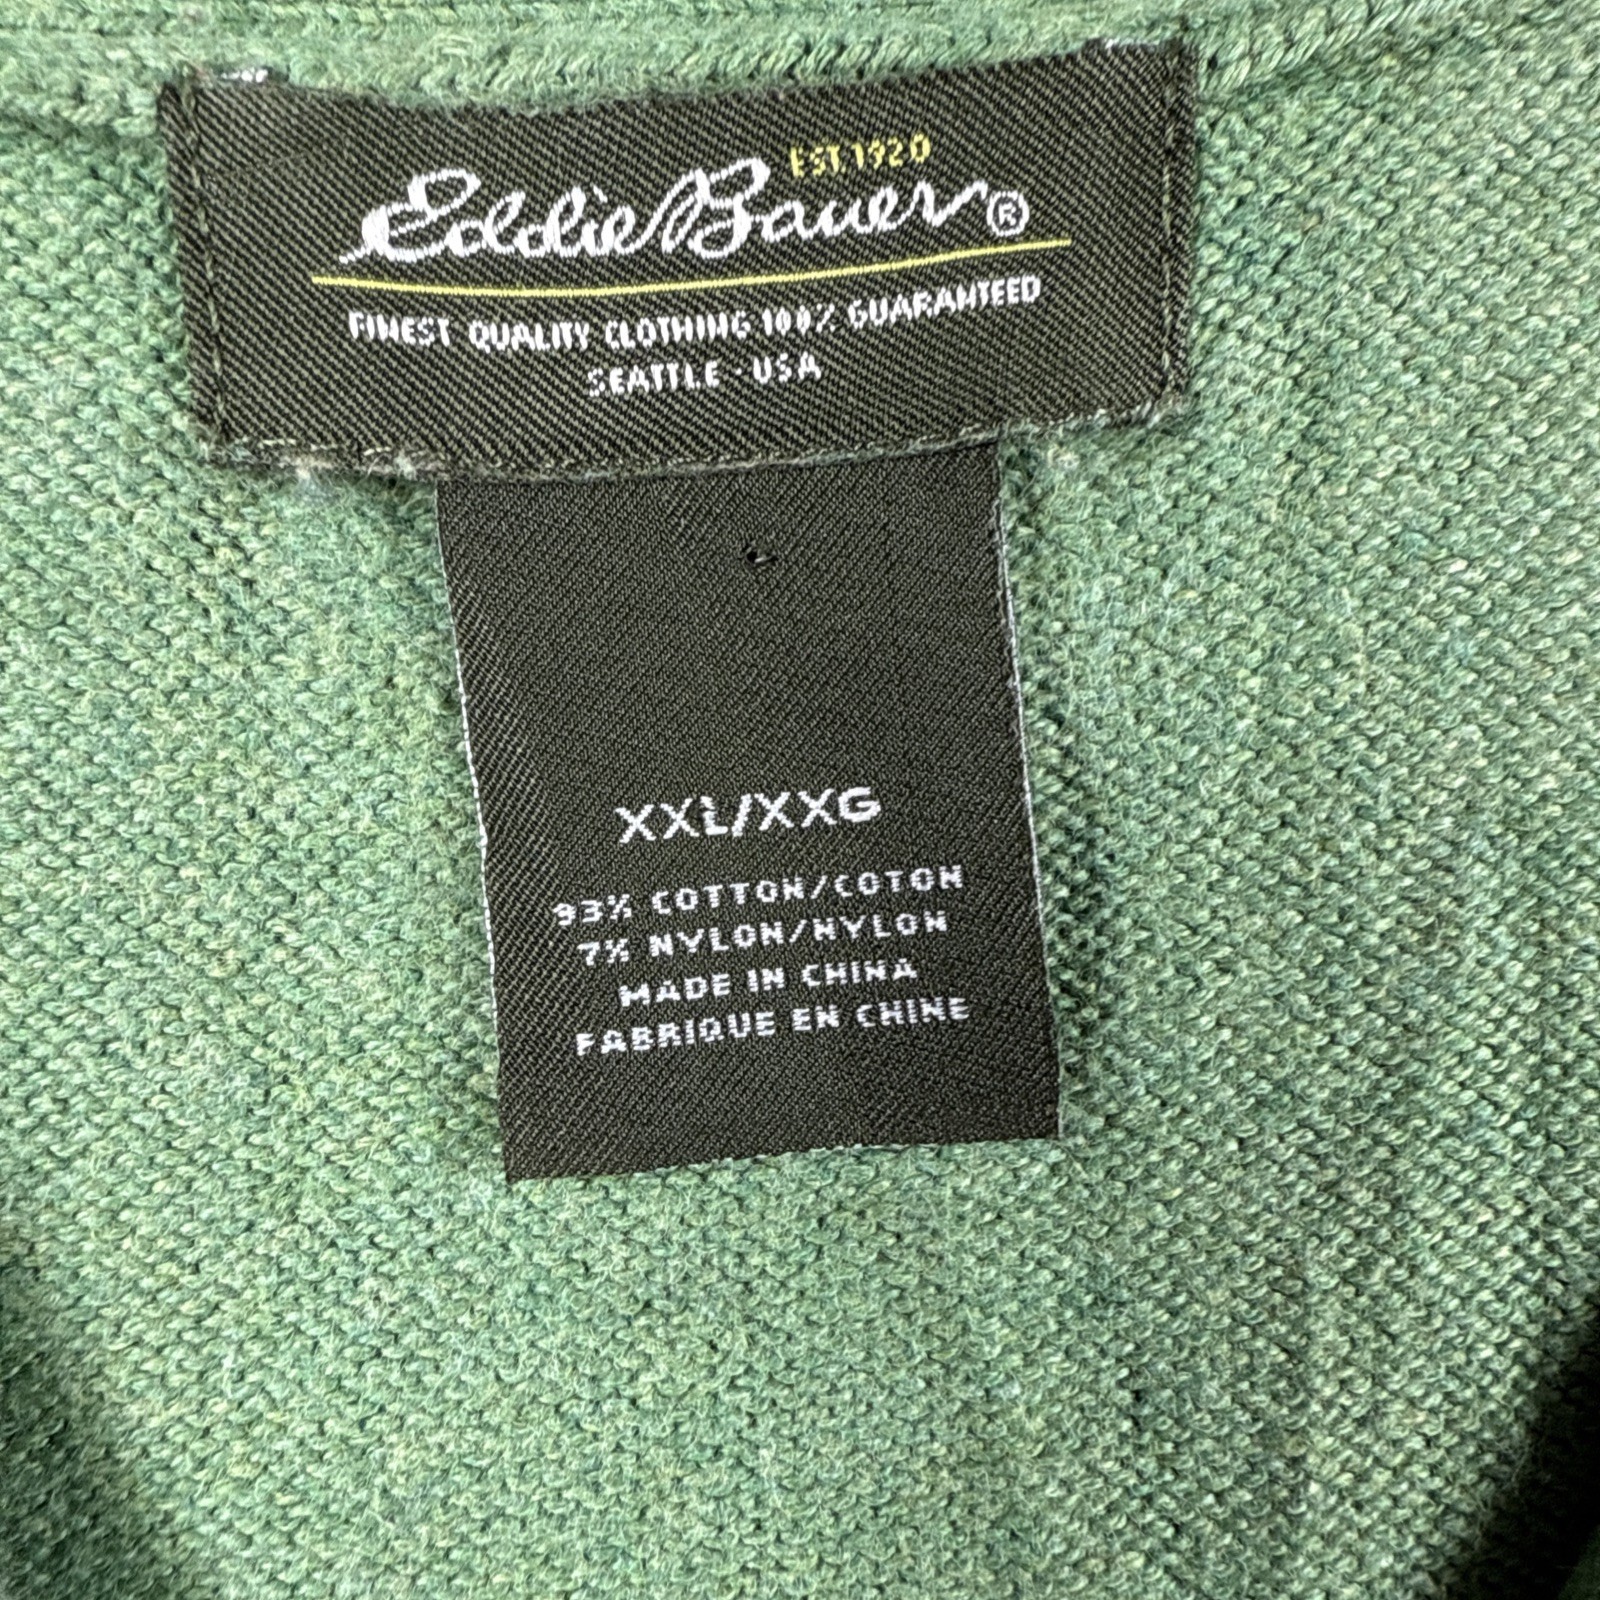 EST. 1920
Eddie Bauer®
FINEST QUALITY CLOTHING 100% GUARANTEED
SEATTLE · USA
XXL/XXG
93% COTTON/COTON
7% NYLON/NYLON
MADE IN CHINA
FABRIQUE EN CHINE